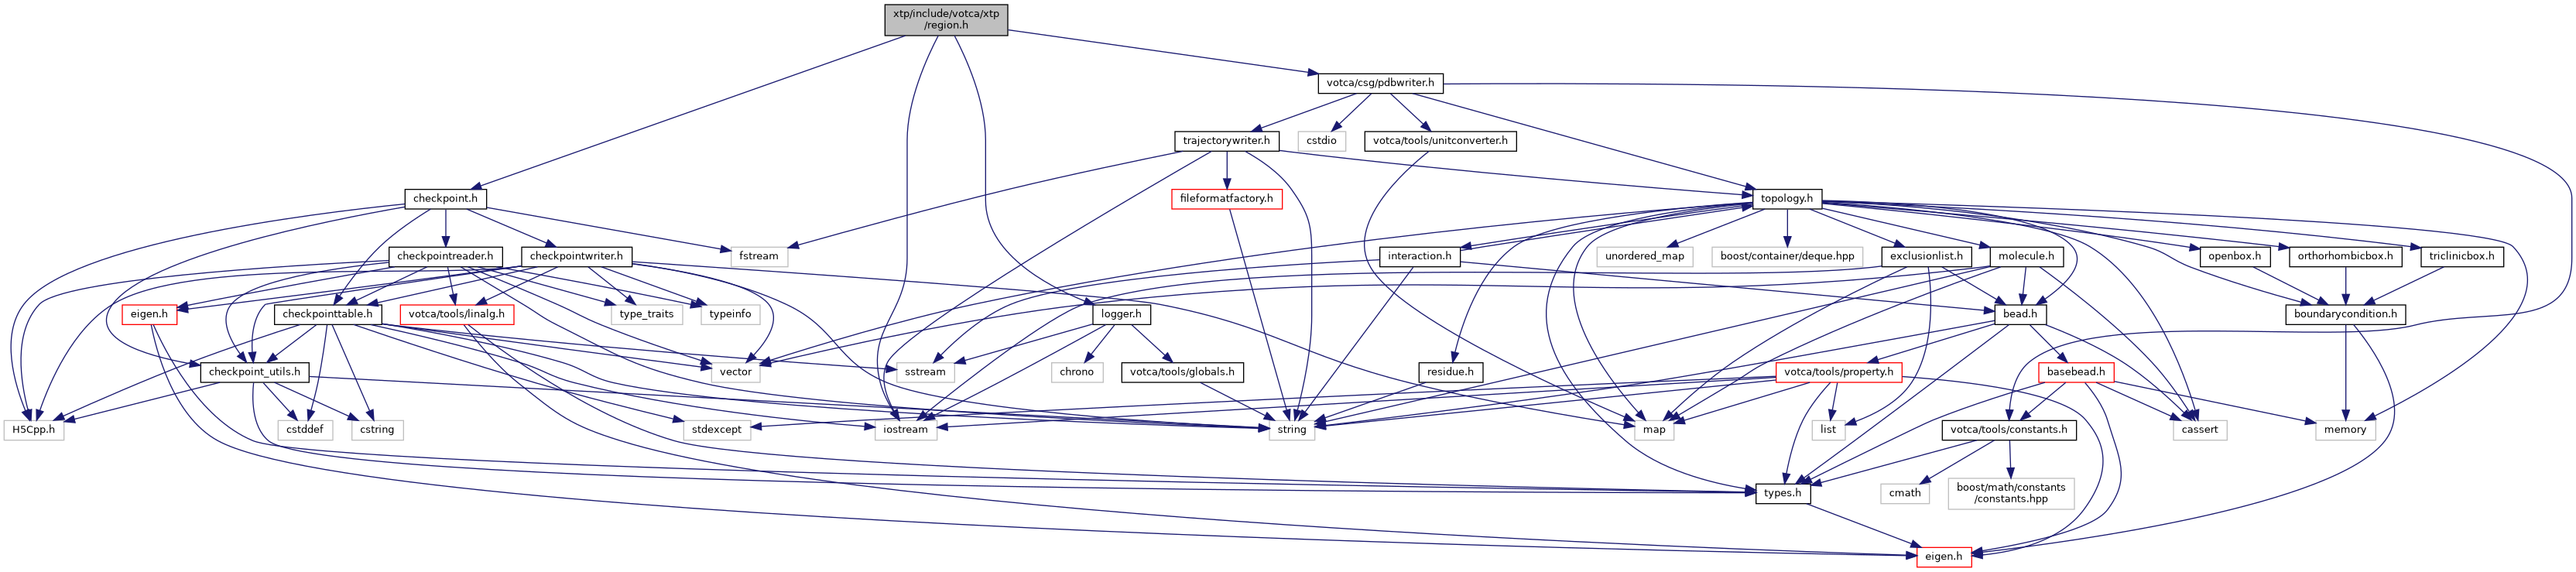 xtp/include/votca/xtp
/region.h
votca/csg/pdbwriter.h
trajectorywriter.h
cstdio
votca/tools/unitconverter.h
checkpoint.h
fileformatfactory.h
topology.h
checkpointreader.h
checkpointwriter.h
fstream
interaction.h
unordered_map
boost/container/deque.hpp
exclusionlist.h
molecule.h
openbox.h
orthorhombicbox.h
triclinicbox.h
eigen.h
checkpointtable.h
votca/tools/linalg.h
type_traits
typeinfo
logger.h
bead.h
boundarycondition.h
checkpoint_utils.h
vector
sstream
chrono
votca/tools/globals.h
residue.h
votca/tools/property.h
basebead.h
H5Cpp.h
cstddef
cstring
stdexcept
iostream
string
map
list
votca/tools/constants.h
cassert
memory
types.h
cmath
boost/math/constants
/constants.hpp
eigen.h